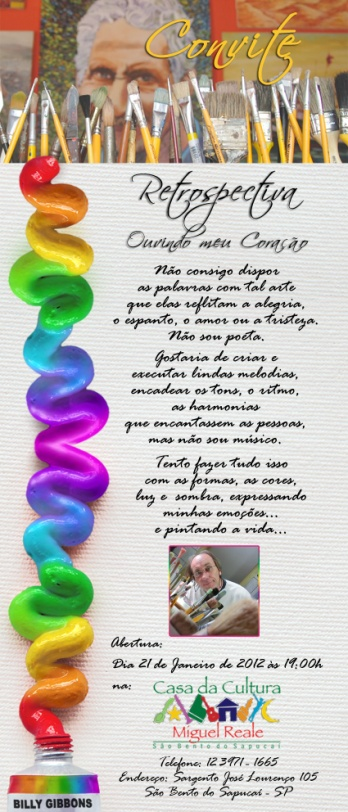 Convite
Retrospectiva
Ouvindo meu Coração
Não consigo dispor
as palavras com tal arte
que elas reflitam a alegria,
o espanto, o amor ou a tristeza.
Não sou poeta.
Gostaria de criar e
executar lindas melodias,
encadear os tons, o ritmo,
as harmonias
que encantassem as pessoas,
mas não sou músico.
Tento fazer tudo isso
com as formas, as cores,
luz e sombra, expressando
minhas emoções...
e pintando a vida...
Abertura:
Dia 21 de Janeiro de 2012 às 19:00h
na:
Casa da Cultura
Miguel Reale
São Bento do Sapucaí
Telefone: 12 3971 - 1665
Endereço: Sargento José Lourenço 105
São Bento do Sapucaí - SP
BILLY GIBBONS